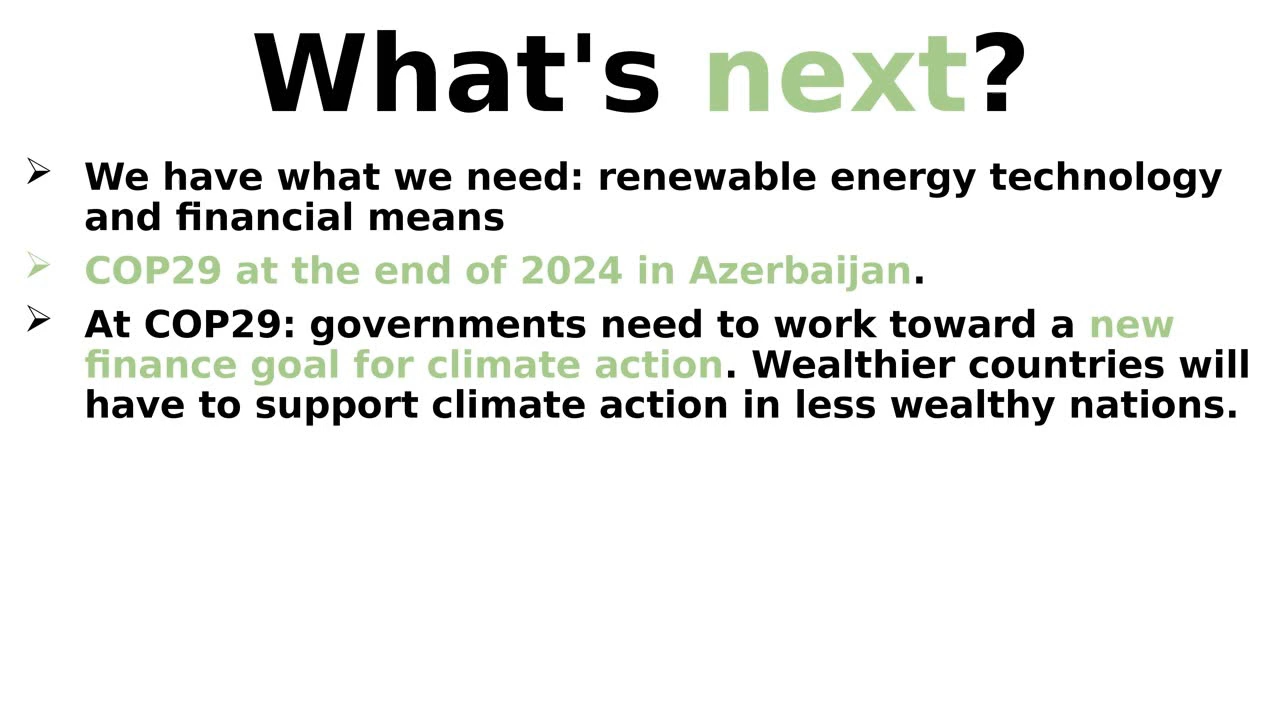 What's next?
➢ We have what we need: renewable energy technology
and financial means
➢ COP29 at the end of 2024 in Azerbaijan.
➢ At COP29: governments need to work toward a new
finance goal for climate action. Wealthier countries will
have to support climate action in less wealthy nations.